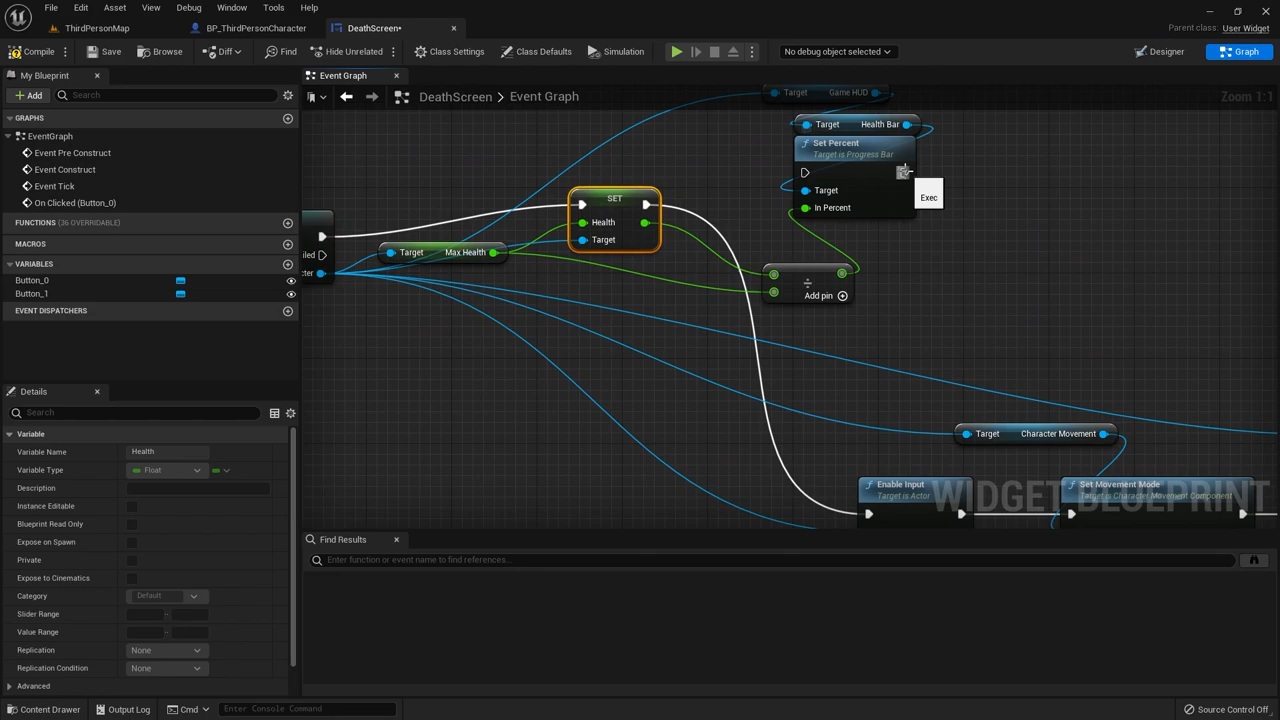 File Edit Asset View Debug Window Tools Help
ThirdPersonMap BP_ThirdPersonCharacter DeathScreen•
Parent class: User Widget
Compile Save Browse Diff Find Hide Unrelated Class Settings Class Defaults Simulation No debug object selected Designer Graph
My Blueprint
Add
Search
GRAPHS
EventGraph
Event Pre Construct
Event Construct
Event Tick
On Clicked (Button_0)
FUNCTIONS (36 OVERRIDABLE)
MACROS
VARIABLES
Button_0
Button_1
EVENT DISPATCHERS
Details
Search
Variable
Variable Name Health
Variable Type Float
Description
Instance Editable
Blueprint Read Only
Expose on Spawn
Private
Expose to Cinematics
Category Default
Slider Range
Value Range
Replication None
Replication Condition None
Advanced
Event Graph
DeathScreen > Event Graph
Zoom 1:1
Target Game HUD
Target Health Bar
Set Percent
Target is Progress Bar
Target
In Percent
Exec
SET
Health
Target
iled
cter
Target Max Health
÷
Add pin
Target Character Movement
Enable Input
Target is Actor
Set Movement Mode
Target is Character Movement Component
WIDGET BLUEPRINT
Find Results
Enter function or event name to find references...
Content Drawer Output Log Cmd Enter Console Command Source Control Off